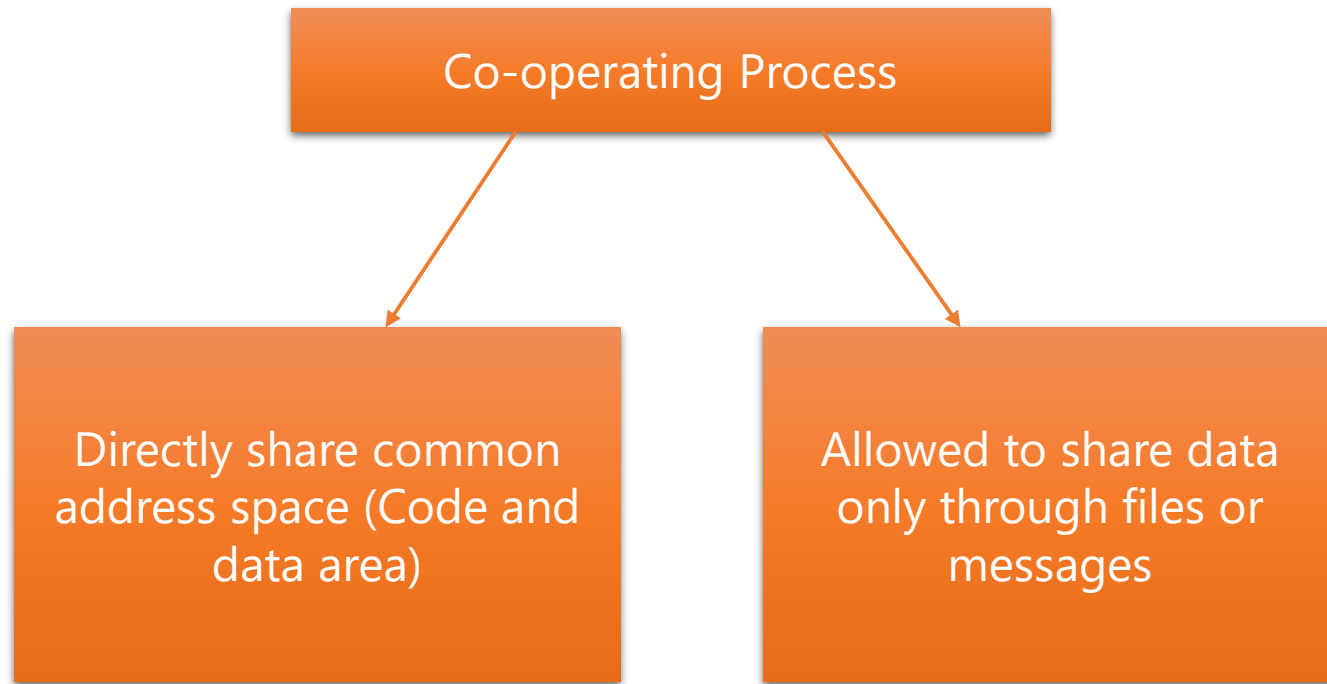 Co-operating Process
Directly share common
address space (Code and
data area)
Allowed to share data
only through files or
messages